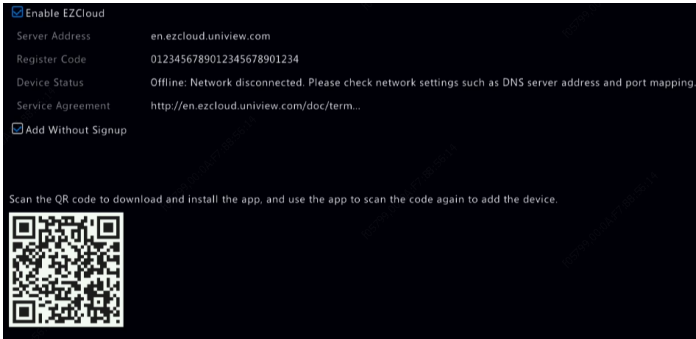 Enable EZCloud
Server Address en.ezcloud.uniview.com
Register Code 0123456789012345678901234
Device Status Offline: Network disconnected. Please check network settings such as DNS server address and port mapping.
Service Agreement http://en.ezcloud.uniview.com/doc/term...
Add Without Signup
Scan the QR code to download and install the app, and use the app to scan the code again to add the device.